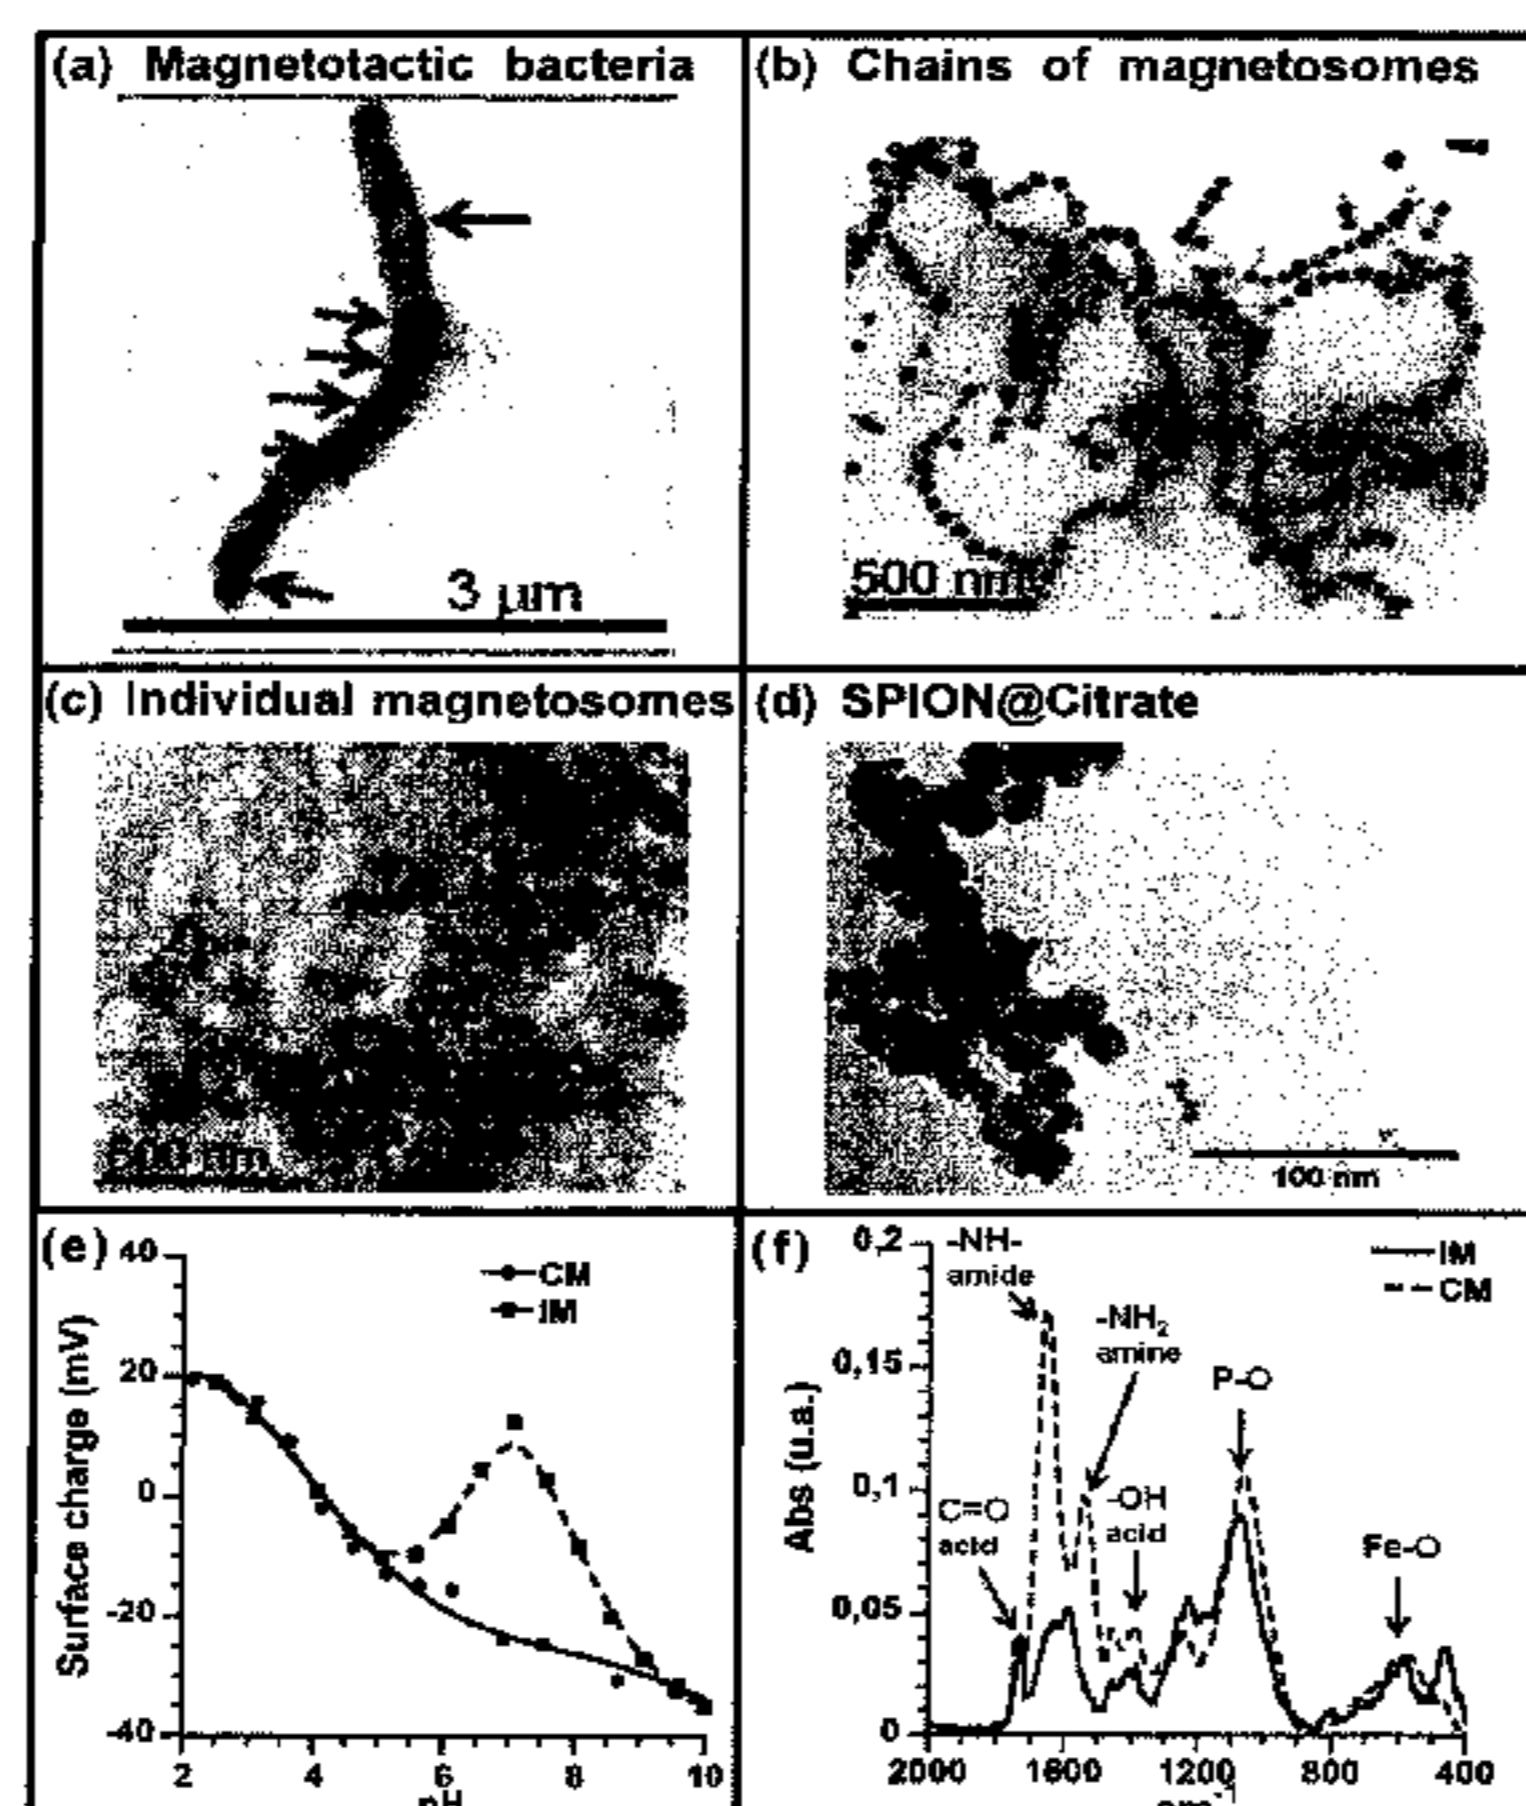 (a) Magnetotactic bacteria
3 µm
(b) Chains of magnetosomes
500 nm
(c) Individual magnetosomes
(d) SPION@Citrate
100 nm
(e)
CM
IM
Surface charge (mV)
40
20
0
-20
-40
2 4 6 8 10
pH
(f)
IM
CM
Abs (u.a.)
0,2
0,15
0,1
0,05
0
-NH-
amide
-NH₂
amine
P-O
C=O
acid
-OH
acid
Fe-O
2000 1600 1200 800 400